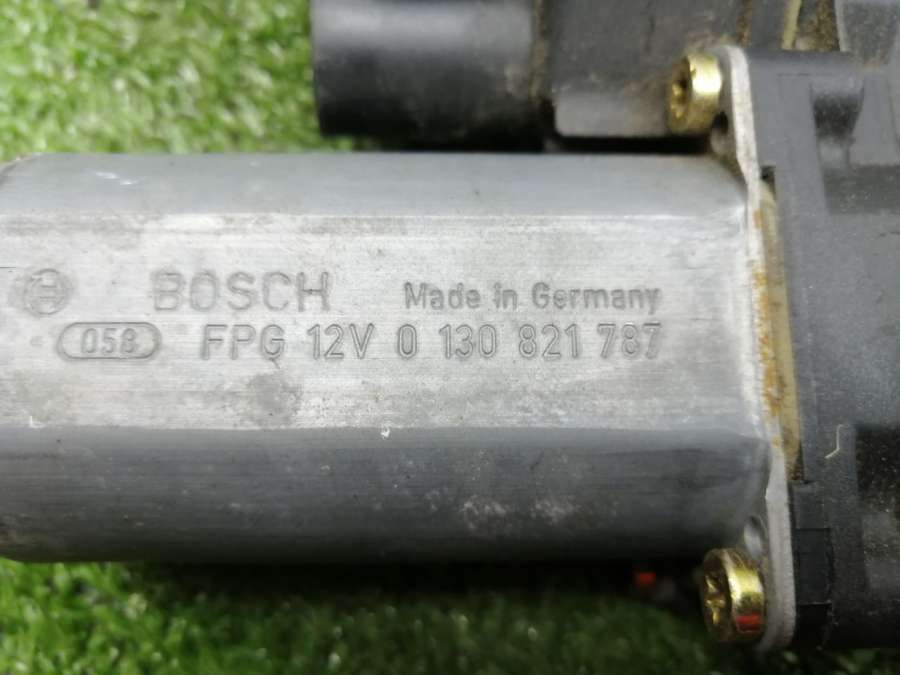 BOSCH Made in Germany
058 FPG 12V 0 130 821 787